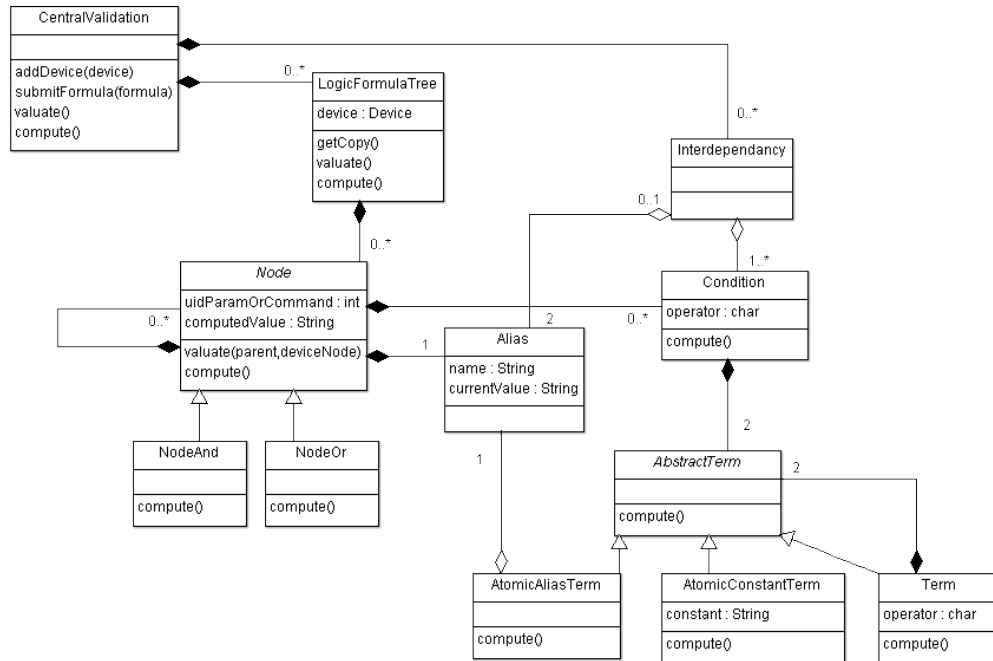 CentralValidation
addDevice(device)
submitFormula(formula)
valuate()
compute()
0..*
LogicFormulaTree
device : Device
getCopy()
valuate()
compute()
0..*
0..*
Interdependancy
0..1
1..*
Node
uidParamOrCommand : int
computedValue : String
valuate(parent,deviceNode)
compute()
0..*
0..*
Condition
operator : char
compute()
1
2
Alias
name : String
currentValue : String
1
NodeAnd
compute()
NodeOr
compute()
2
AbstractTerm
compute()
2
AtomicAliasTerm
compute()
AtomicConstantTerm
constant : String
compute()
Term
operator : char
compute()